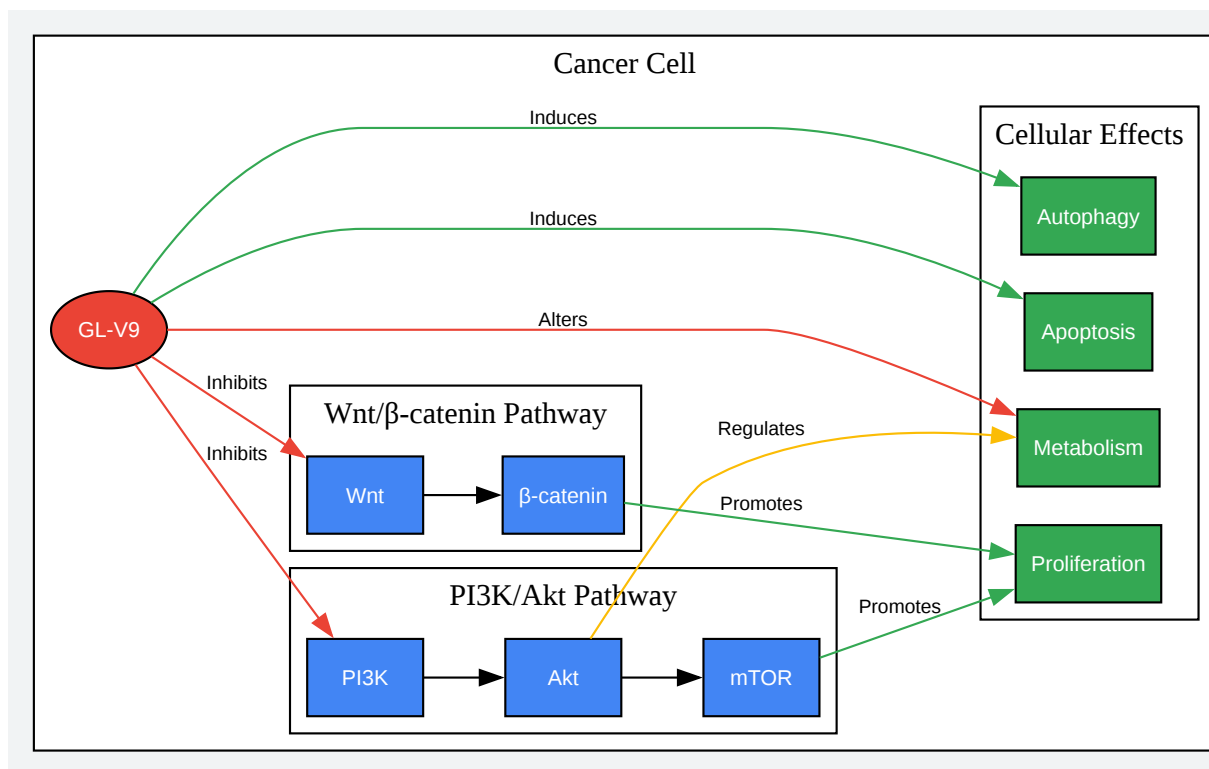 Cancer Cell
Induces
Cellular Effects
Autophagy
Induces
Alters
GL-V9
Apoptosis
Inhibits
Wnt/β-catenin Pathway
Regulates
Metabolism
Inhibits
Wnt
β-catenin
Promotes
Proliferation
PI3K/Akt Pathway
Promotes
PI3K
Akt
mTOR